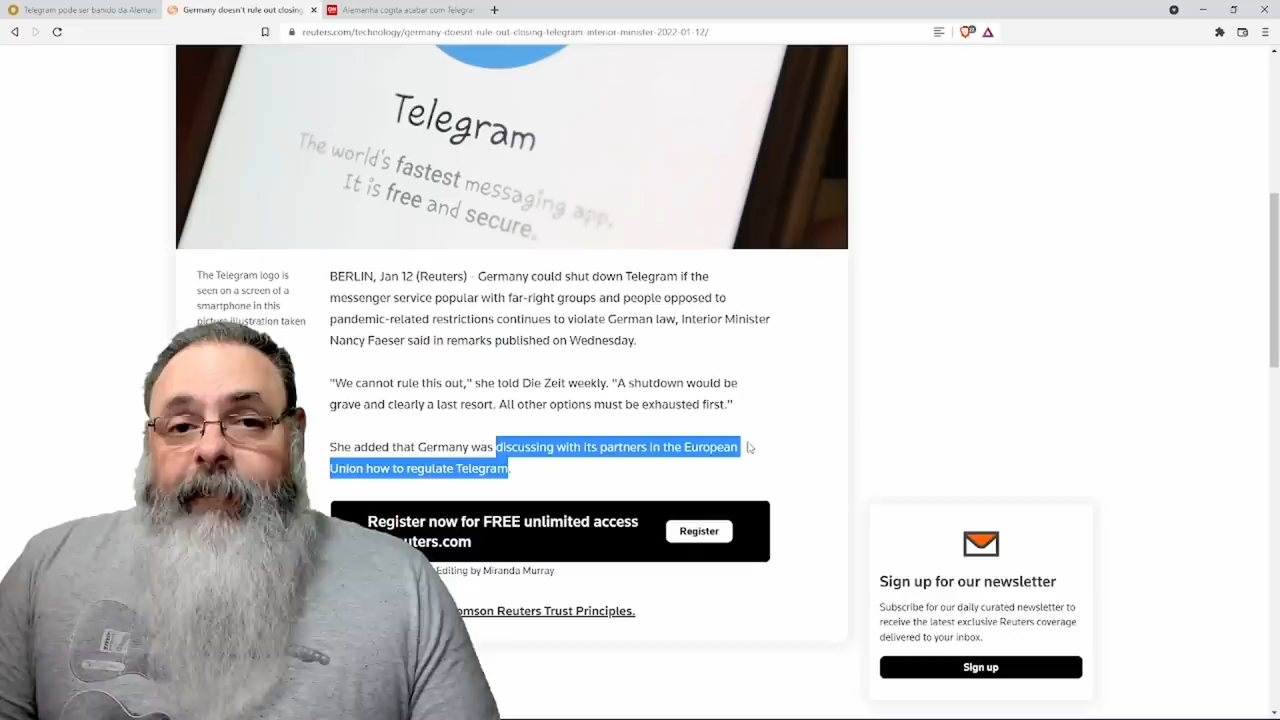 Telegram pode ser bando da Aleman
Germany doesn't rule out closing
Alemanha cogita acabar com Telegra
reuters.com/technology/germany-doesnt-rule-out-closing-telegram-interior-minister-2022-01-12/
Telegram
The world's fastest messaging app.
It is free and secure.
The Telegram logo is
seen on a screen of a
smartphone in this
picture illustration taken
BERLIN, Jan 12 (Reuters) - Germany could shut down Telegram if the
messenger service popular with far-right groups and people opposed to
pandemic-related restrictions continues to violate German law, Interior Minister
Nancy Faeser said in remarks published on Wednesday.
"We cannot rule this out," she told Die Zeit weekly. "A shutdown would be
grave and clearly a last resort. All other options must be exhausted first."
She added that Germany was discussing with its partners in the European
Union how to regulate Telegram.
Register now for FREE unlimited access
uters.com
Register
Editing by Miranda Murray
omson Reuters Trust Principles.
Sign up for our newsletter
Subscribe for our daily curated newsletter to
receive the latest exclusive Reuters coverage
delivered to your inbox.
Sign up